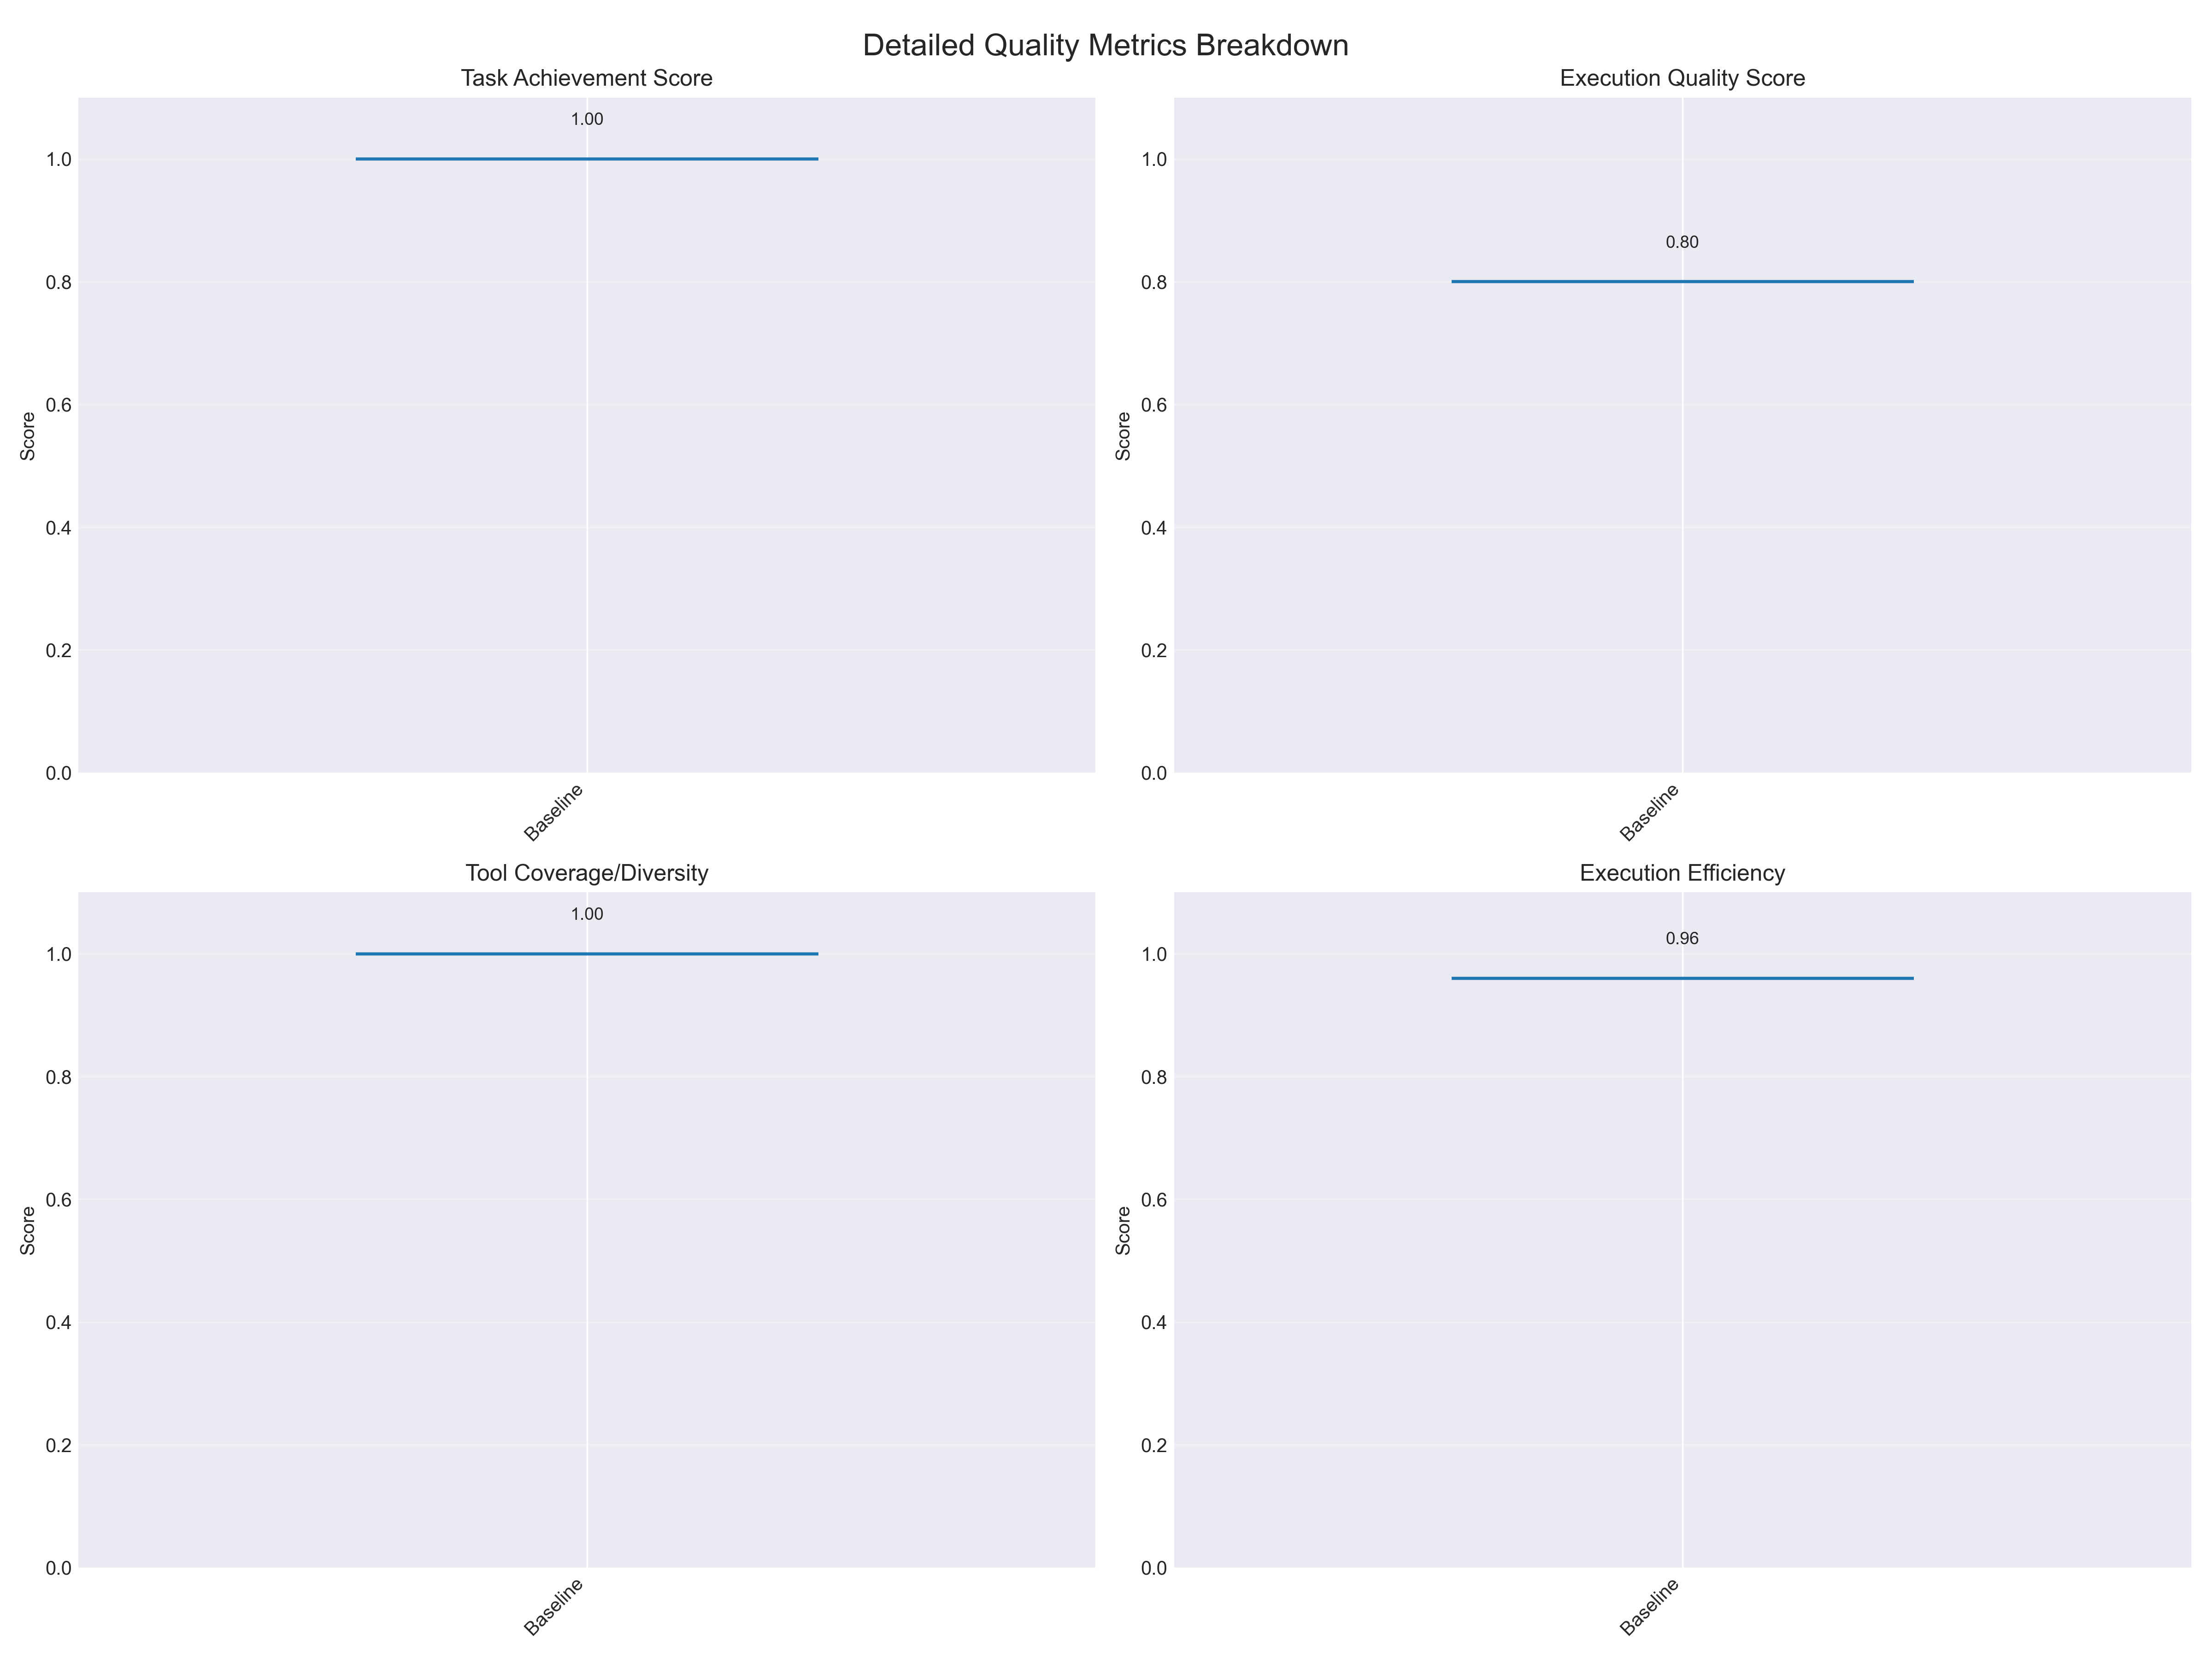 Detailed Quality Metrics Breakdown
Task Achievement Score
1.00
1.0
0.8
0.6
0.4
0.2
0.0
Score
Baseline
Execution Quality Score
0.80
1.0
0.8
0.6
0.4
0.2
0.0
Score
Baseline
Tool Coverage/Diversity
1.00
1.0
0.8
0.6
0.4
0.2
0.0
Score
Baseline
Execution Efficiency
0.96
1.0
0.8
0.6
0.4
0.2
0.0
Score
Baseline